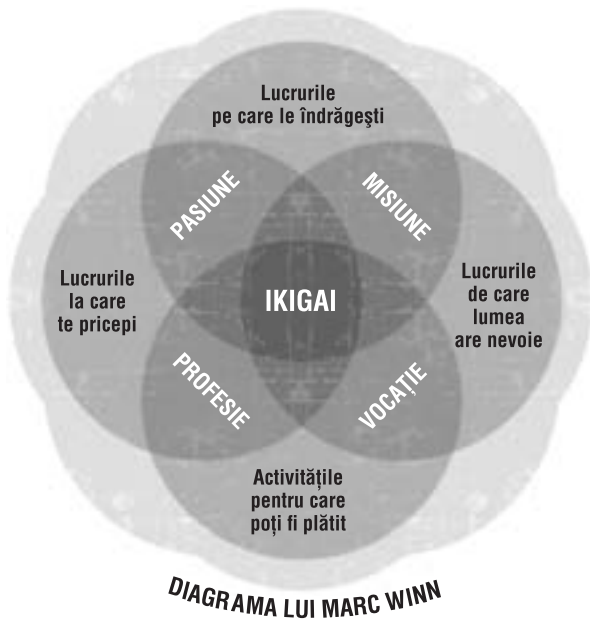 Lucrurile
pe care le îndrăgeşti
PASIUNE
MISIUNE
Lucrurile
la care
te pricepi
IKIGAI
Lucrurile
de care
lumea
are nevoie
PROFESIE
VOCAȚIE
Activitățile
pentru care
poți fi plătit
DIAGRAMA LUI MARC WINN